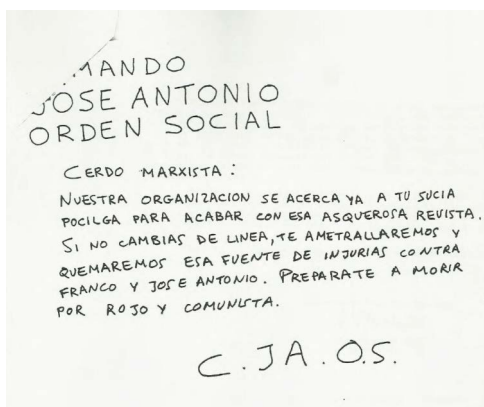 MANDO
JOSE ANTONIO
ORDEN SOCIAL
CERDO MARXISTA:
NUESTRA ORGANIZACION SE ACERCA YA A TU SUCIA
POCILGA PARA ACABAR CON ESA ASQUEROSA REVISTA.
SI NO CAMBIAS DE LINEA, TE AMETRALLAREMOS Y
QUEMAREMOS ESA FUENTE DE INJURIAS CONTRA
FRANCO Y JOSE ANTONIO. PREPARATE A MORIR
POR ROJO Y COMUNISTA.
C.JA.O.S.